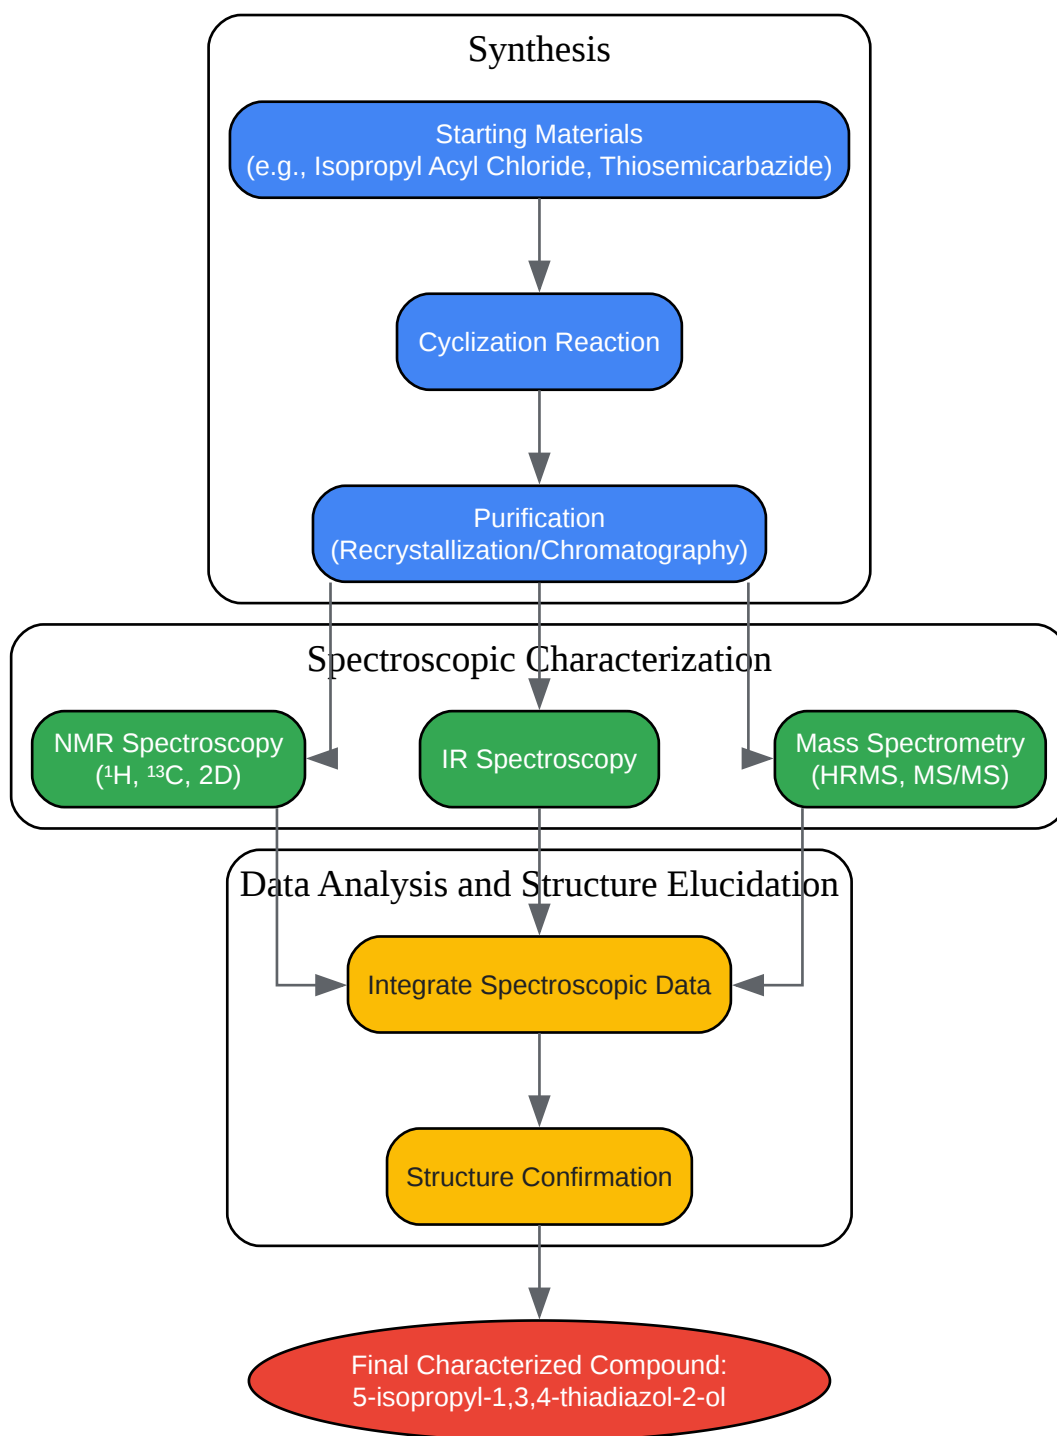 Synthesis
Starting Materials
(e.g., Isopropyl Acyl Chloride, Thiosemicarbazide)
Cyclization Reaction
Purification
(Recrystallization/Chromatography)
Spectroscopic Characterization
NMR Spectroscopy
(¹H, ¹³C, 2D)
IR Spectroscopy
Mass Spectrometry
(HRMS, MS/MS)
Data Analysis and Structure Elucidation
Integrate Spectroscopic Data
Structure Confirmation
Final Characterized Compound:
5-isopropyl-1,3,4-thiadiazol-2-ol